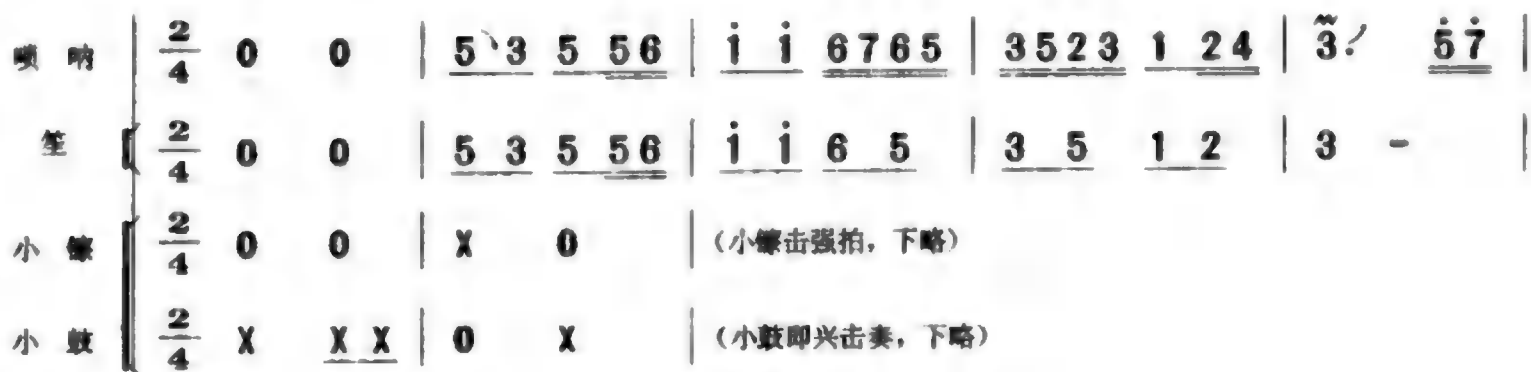 唢呐 2/4 0 0 | 5 3 5 56 | i̇ i̇ 6765 | 3523 1 24 | 3. 5̇7̇ |
笙 2/4 0 0 | 5 3 5 56 | i̇ i̇ 6 5 | 3 5 1 2 | 3 - |
小镲 2/4 0 0 | X 0 | (小镲击强拍，下略)
小鼓 2/4 X X X | 0 X | (小鼓即兴击奏，下略)